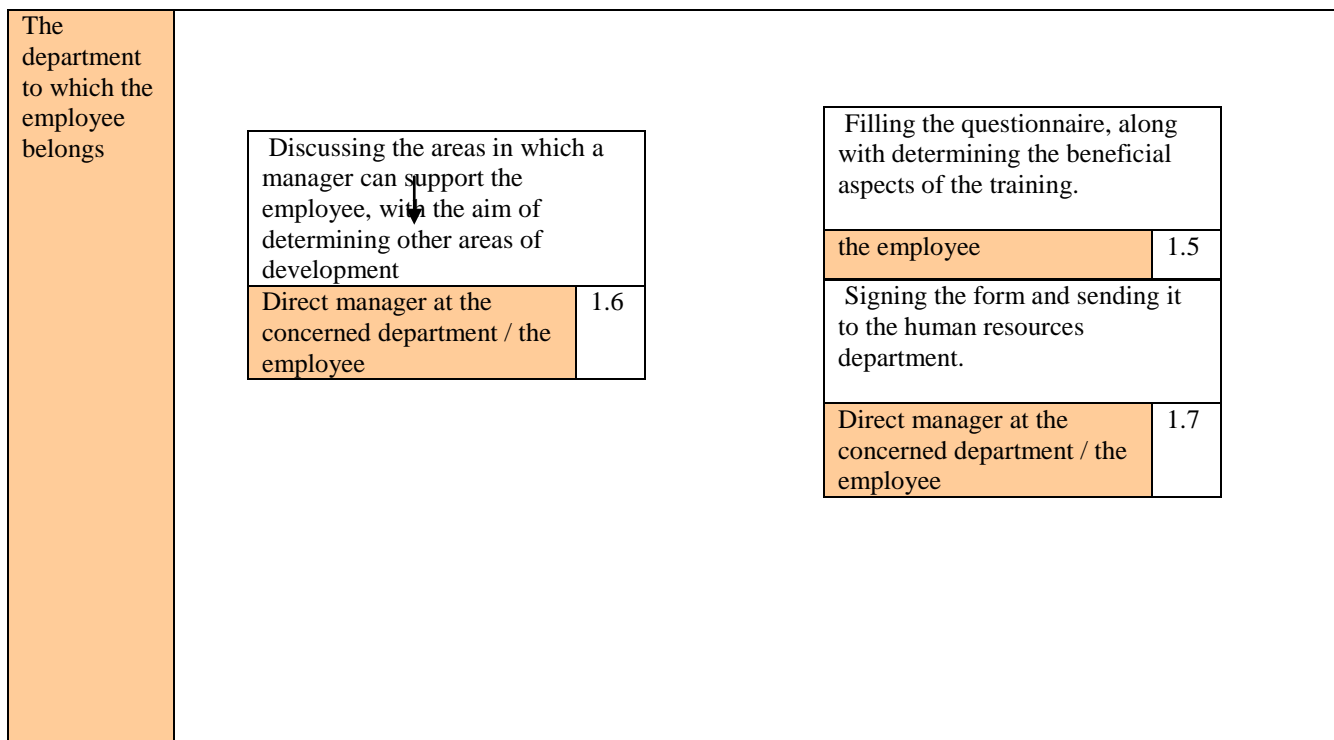 The
department
to which the
employee
belongs
Discussing the areas in which a
manager can support the
employee, with the aim of
determining other areas of
development
Direct manager at the
concerned department / the
employee
1.6
Filling the questionnaire, along
with determining the beneficial
aspects of the training.
the employee
1.5
Signing the form and sending it
to the human resources
department.
Direct manager at the
concerned department / the
employee
1.7